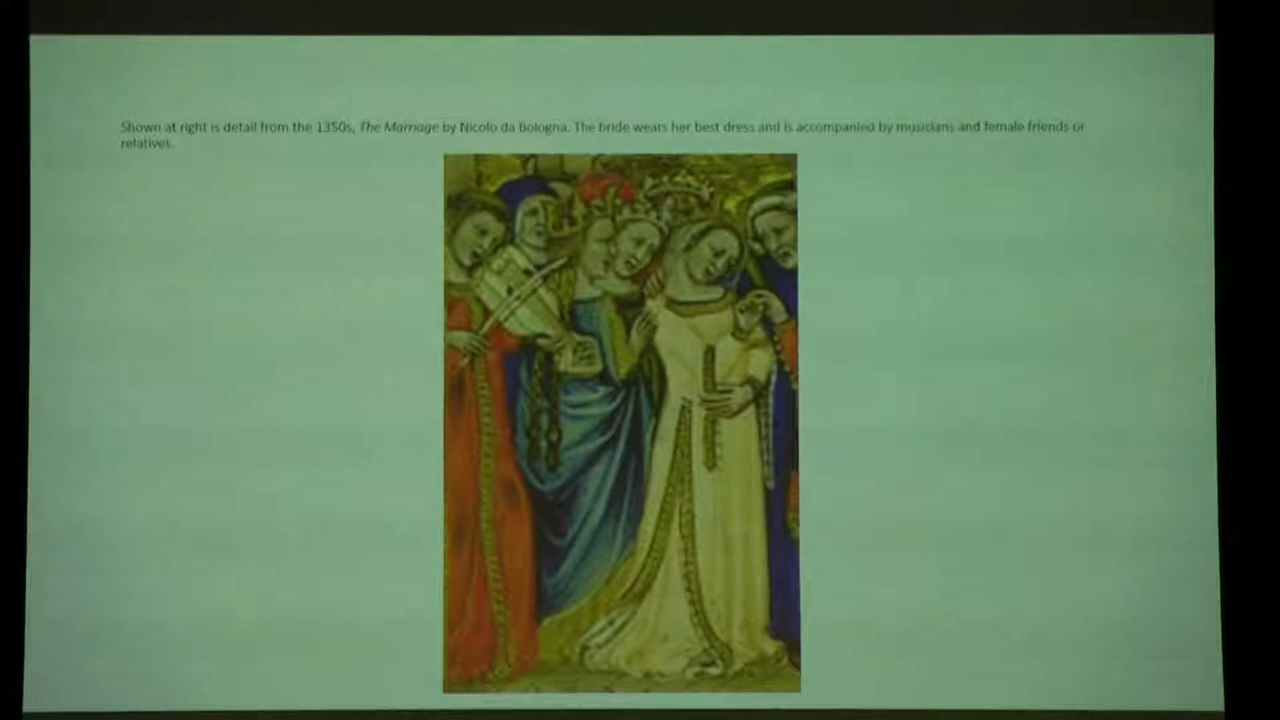 Shown at right is detail from the 1350s, The Marriage by Nicolo da Bologna. The bride wears her best dress and is accompanied by musicians and female friends or
relatives.